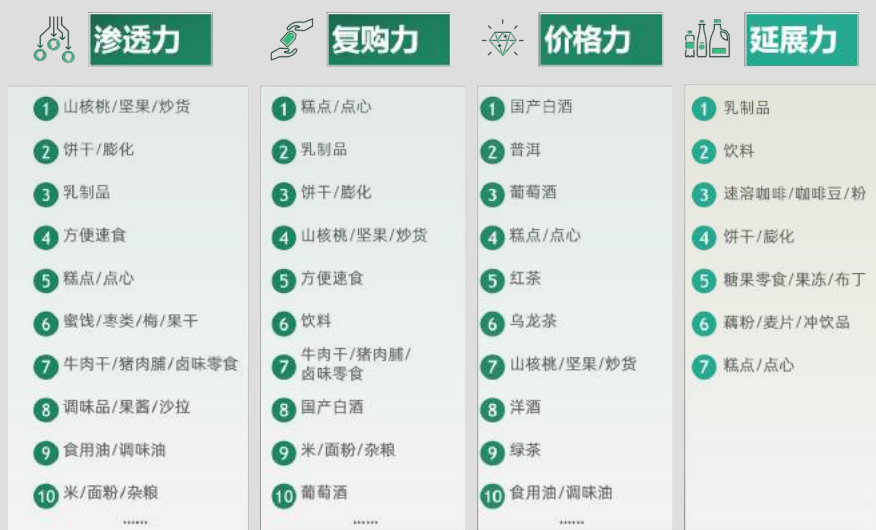 渗透力
1 山核桃/坚果/炒货
2 饼干/膨化
3 乳制品
4 方便速食
5 糕点/点心
6 蜜饯/枣类/梅/果干
7 牛肉干/猪肉脯/卤味零食
8 调味品/果酱/沙拉
9 食用油/调味油
10 米/面粉/杂粮
......
复购力
1 糕点/点心
2 乳制品
3 饼干/膨化
4 山核桃/坚果/炒货
5 方便速食
6 饮料
7 牛肉干/猪肉脯/
卤味零食
8 国产白酒
9 米/面粉/杂粮
10 葡萄酒
......
价格力
1 国产白酒
2 普洱
3 葡萄酒
4 糕点/点心
5 红茶
6 乌龙茶
7 山核桃/坚果/炒货
8 洋酒
9 绿茶
10 食用油/调味油
......
延展力
1 乳制品
2 饮料
3 速溶咖啡/咖啡豆/粉
4 饼干/膨化
5 糖果零食/果冻/布丁
6 藕粉/麦片/冲饮品
7 糕点/点心